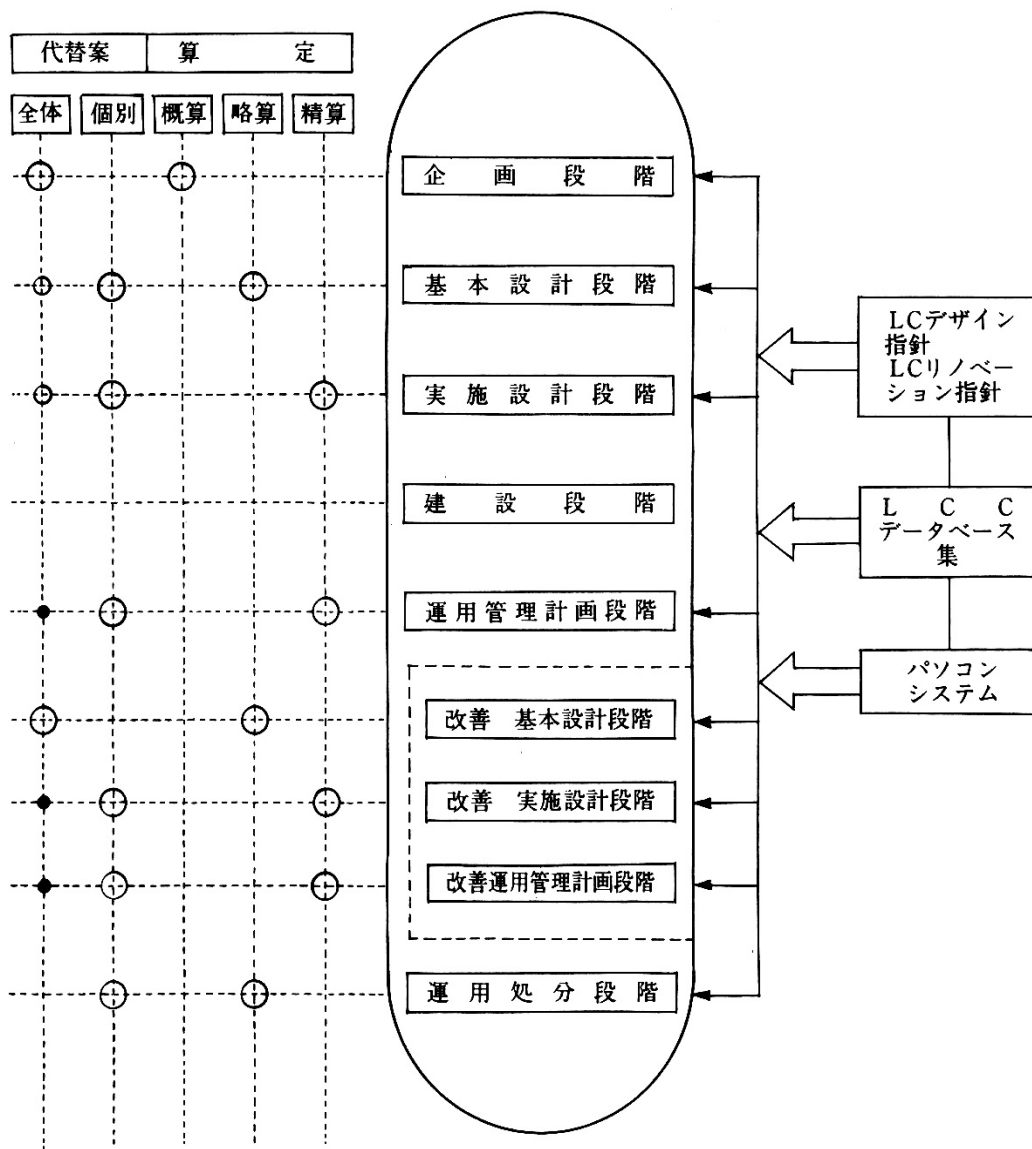 代替案 算定
全体 個別 概算 略算 精算
企画段階
基本設計段階
実施設計段階
建設段階
運用管理計画段階
改善 基本設計段階
改善 実施設計段階
改善運用管理計画段階
運用処分段階
LCデザイン
指針
LCリノベー
ション指針
LCC
データベース
集
パソコン
システム